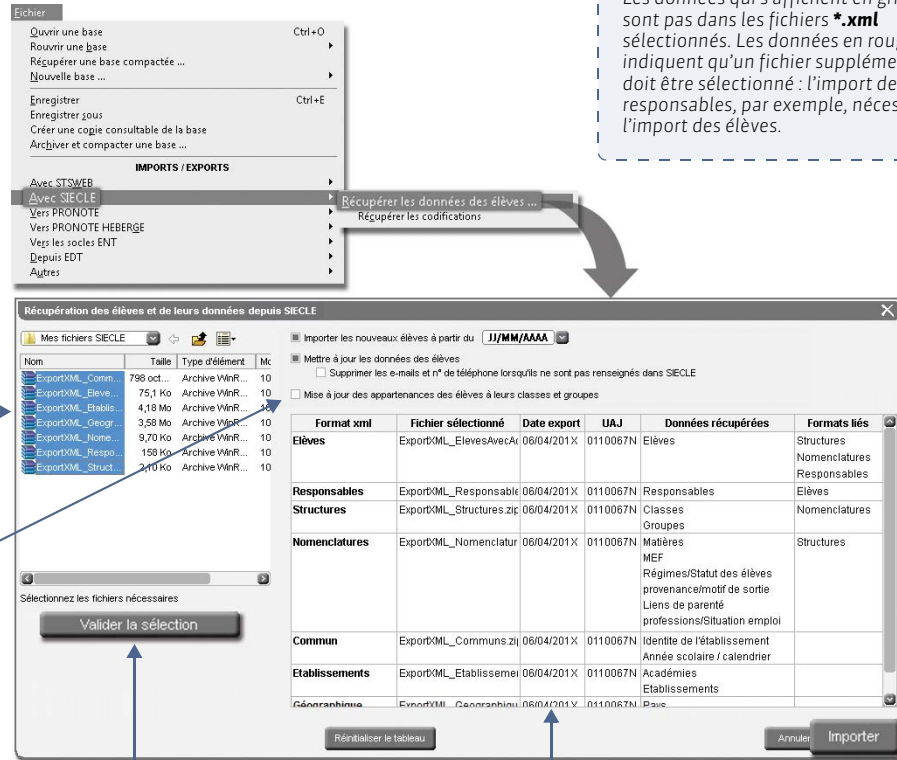 Fichier
Ouvrir une base Ctrl+O
Rouvrir une base
Récupérer une base compactée ...
Nouvelle base ...
Enregistrer Ctrl+E
Enregistrer sous
Créer une copie consultable de la base
Archiver et compacter une base ...
IMPORTS / EXPORTS
Avec STSWEB
Avec SIECLE
Vers PRONOTE
Vers PRONOTE HEBERGE
Vers les socles ENT
Depuis EDT
Autres
Récupérer les données des élèves ...
Récupérer les codifications
sont pas dans les fichiers *.xml
sélectionnés. Les données en
indiquent qu'un fichier
doit être sélectionné : l'import
responsables, par exemple,
l'import des élèves.
Récupération des élèves et de leurs données depuis SIECLE
Mes fichiers SIECLE
Nom Taille Type d'élément
ExportXML_Comm... 798 oct... Archive WinR... 10
ExportXML_Eleve... 75,1 Ko Archive WinR... 10
ExportXML_Etablis... 4,18 Mo Archive WinR... 10
ExportXML_Geogr... 3,58 Mo Archive WinR... 10
ExportXML_Nome... 9,70 Ko Archive WinR... 10
ExportXML_Respo... 158 Ko Archive WinR... 10
ExportXML_Struct... 2,10 Ko Archive WinR... 10
Sélectionnez les fichiers nécessaires
Valider la sélection
Importer les nouveaux élèves à partir du JJ/MM/AAAA
Mettre à jour les données des élèves
Supprimer les e-mails et n° de téléphone lorsqu'ils ne sont pas renseignés dans SIECLE
Mise à jour des appartenances des élèves à leurs classes et groupes
Format xml Fichier sélectionné Date export UAJ Données récupérées Formats liés
Elèves ExportXML_ElevesAvecAd 06/04/201X 0110067N Elèves Structures
Nomenclatures
Responsables
Responsables ExportXML_Responsable 06/04/201X 0110067N Responsables Elèves
Structures ExportXML_Structures.zip 06/04/201X 0110067N Classes Nomenclatures
Groupes
Nomenclatures ExportXML_Nomenclatur 06/04/201X 0110067N Matières Structures
MEF
Régimes/Statut des élèves
provenance/motif de sortie
Liens de parenté
professions/Situation emploi
Commun ExportXML_Communs.zip 06/04/201X 0110067N Identite de l'établissement
Année scolaire / calendrier
Etablissements ExportXML_Etablissemen 06/04/201X 0110067N Académies
Etablissements
Géographique ExportXML_Geographiqu 06/04/201X 0110067N Pays
Réinitialiser le tableau
Annuler
Importer